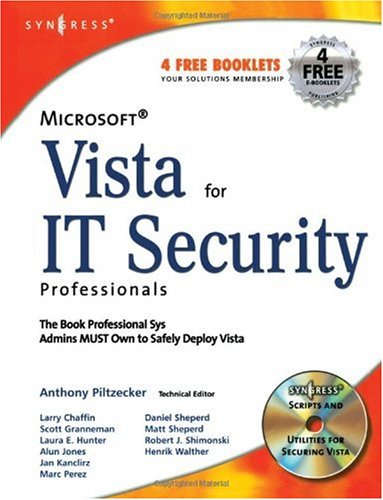 SYNGRESS®
4 FREE BOOKLETS
YOUR SOLUTIONS MEMBERSHIP
SYNGRESS
4
FREE
E-BOOKLETS
PUBLISHING
MICROSOFT®
Vista for
IT Security
Professionals
The Book Professional Sys
Admins MUST Own to Safely Deploy Vista
Anthony Piltzecker Technical Editor
Larry Chaffin
Scott Granneman
Laura E. Hunter
Alun Jones
Jan Kanclirz
Marc Perez
Daniel Sheperd
Matt Sheperd
Robert J. Shimonski
Henrik Walther
SYNGRESS®
SCRIPTS AND
UTILITIES FOR
SECURING VISTA